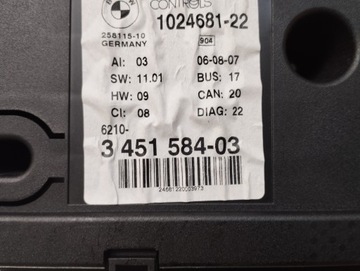 BMW
CONTROLS
258115-10
1024681-22
GERMANY
904
AI: 03
06-08-07
SW: 11.01
BUS: 17
HW: 09
CAN: 20
CI: 08
DIAG: 22
6210-
3 451 584-03